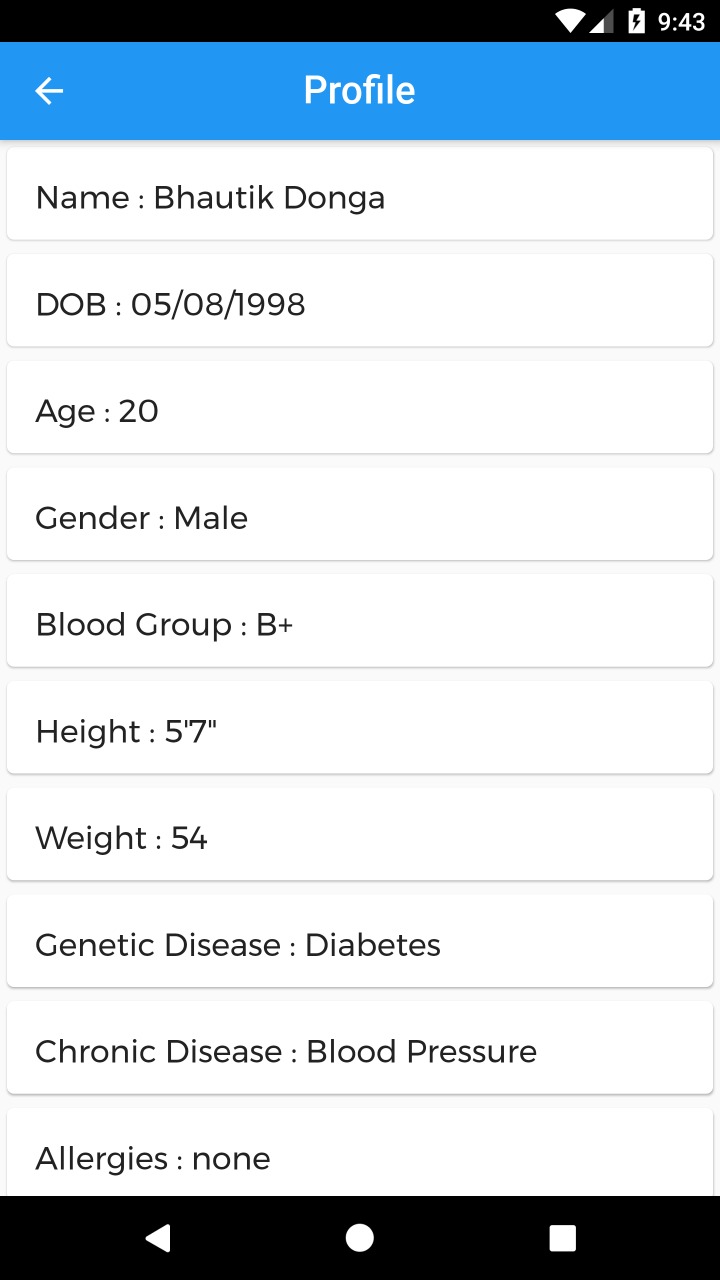 9:43
Profile
Name : Bhautik Donga
DOB : 05/08/1998
Age : 20
Gender : Male
Blood Group : B+
Height : 5'7"
Weight : 54
Genetic Disease : Diabetes
Chronic Disease : Blood Pressure
Allergies : none